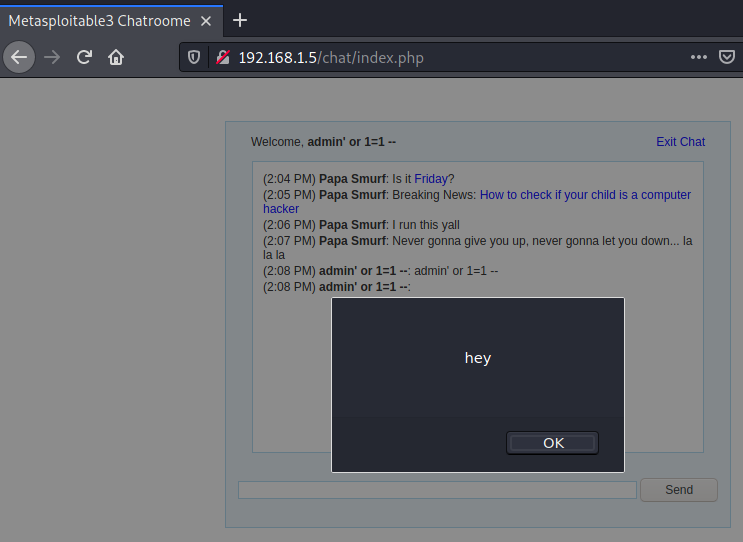 Metasploitable3 Chatroome
192.168.1.5/chat/index.php
Welcome, admin' or 1=1 --
Exit Chat
(2:04 PM) Papa Smurf: Is it Friday?
(2:05 PM) Papa Smurf: Breaking News: How to check if your child is a computer
hacker
(2:06 PM) Papa Smurf: I run this yall
(2:07 PM) Papa Smurf: Never gonna give you up, never gonna let you down... la
la la
(2:08 PM) admin' or 1=1 --: admin' or 1=1 --
(2:08 PM) admin' or 1=1 --:
hey
OK
Send